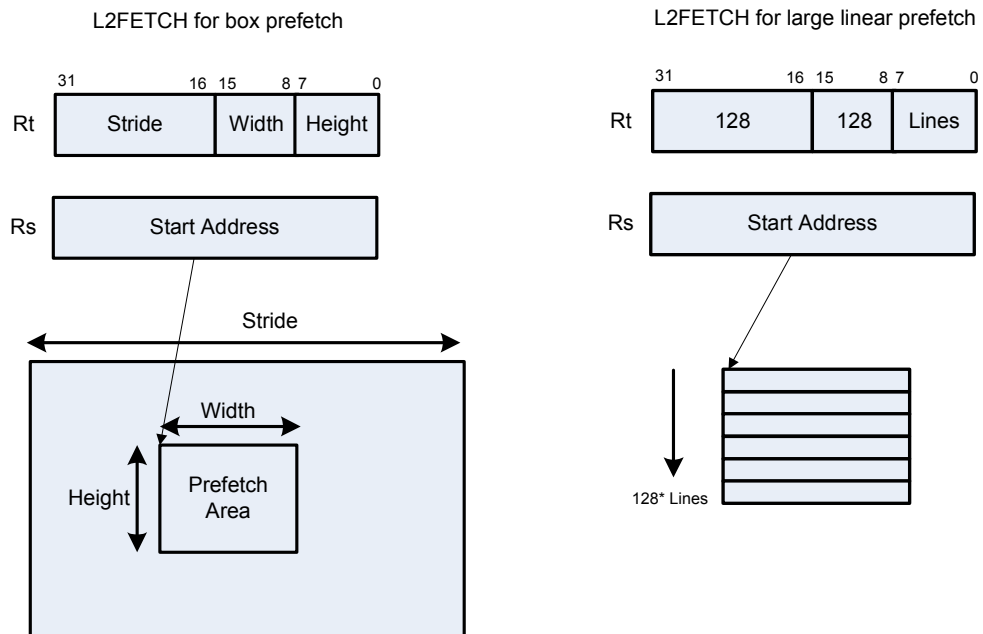 L2FETCH for box prefetch
31 16 15 8 7 0
Rt Stride Width Height
Rs Start Address
Stride
Width
Height
Prefetch
Area
L2FETCH for large linear prefetch
31 16 15 8 7 0
Rt 128 128 Lines
Rs Start Address
128* Lines